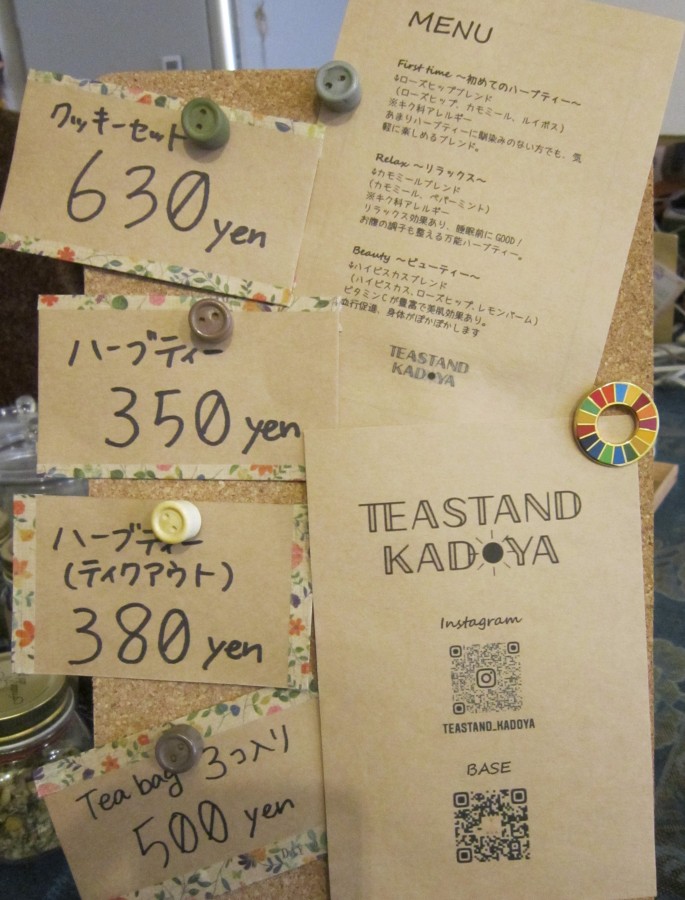 クッキーセット
630 yen
ハーブティー
350 yen
ハーブティー
(ティクアウト)
380 yen
Tea bag 3コ入り
500 yen
MENU
First time ～初めてのハーブティー～
ローズヒップブレンド
(ローズヒップ、カモミール、ルイボス)
※キク科アレルギー
あまりハーブティーに馴染みのない方でも、気
軽に楽しめるブレンド。
Relax ～リラックス～
カモミールブレンド
(カモミール、ペパーミント)
※キク科アレルギー
リラックス効果あり、睡眠前にGOOD!
お腹の調子も整える万能ハーブティー。
Beauty ～ビューティー～
ハイビスカスブレンド
(ハイビスカス、ローズヒップ、レモンバーム)
ビタミンCが豊富で美肌効果あり。
血行促進、身体がぽかぽかします
TEASTAND
KADOYA
TEASTAND
KADOYA
Instagram
TEASTAND_KADOYA
BASE